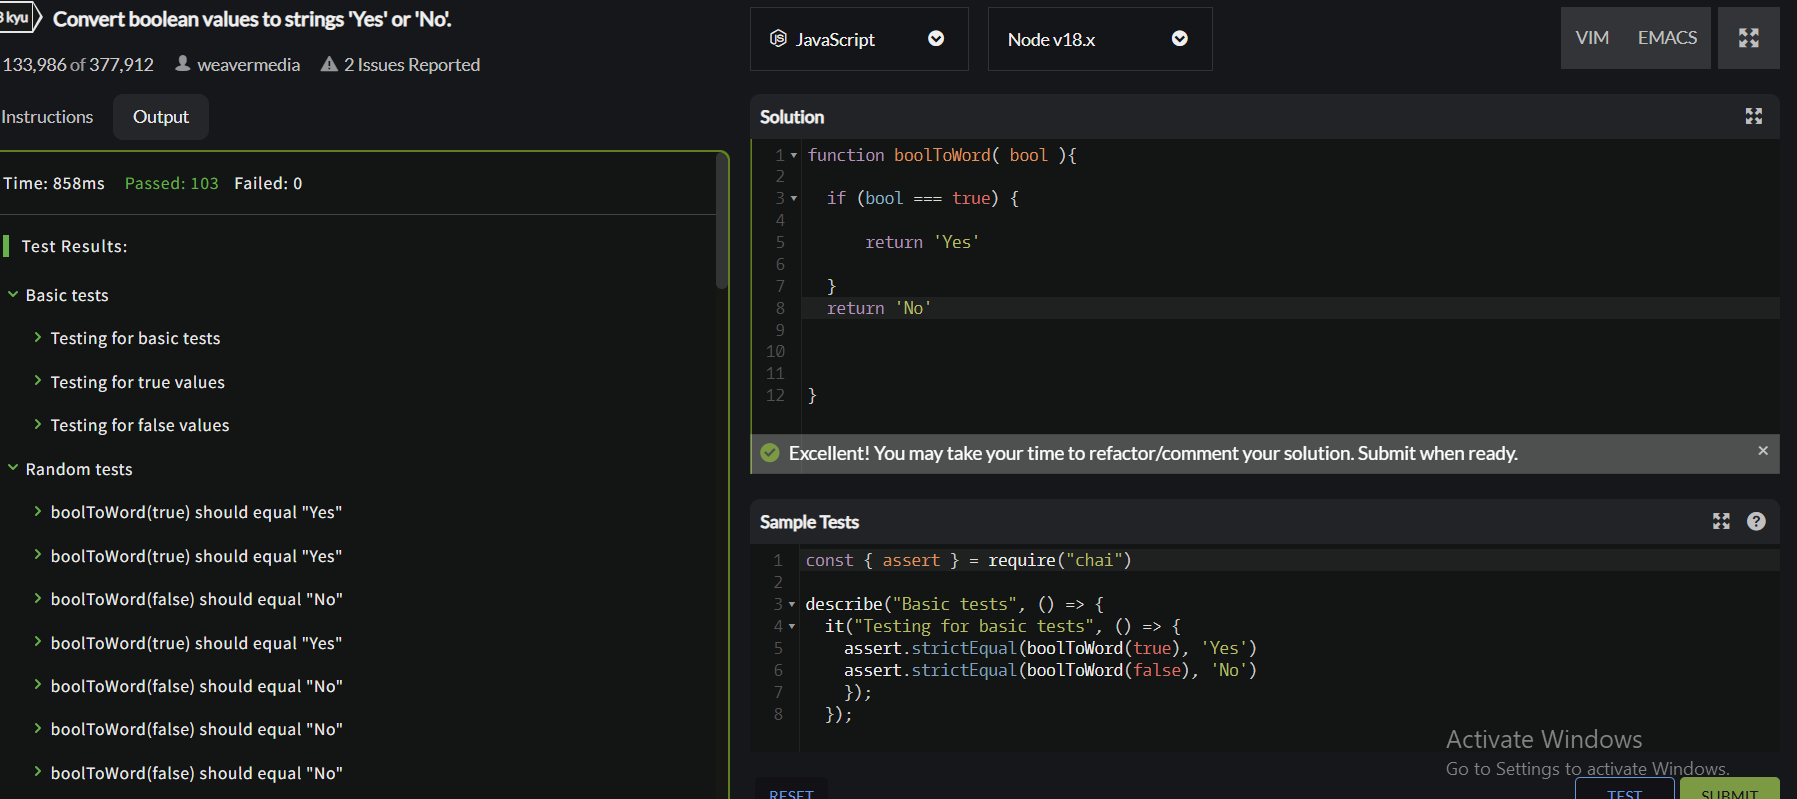 kyu Convert boolean values to strings 'Yes' or 'No'.
133,986 of 377,912 weavermedia 2 Issues Reported
Instructions Output
Time: 858ms Passed: 103 Failed: 0
Test Results:
Basic tests
Testing for basic tests
Testing for true values
Testing for false values
Random tests
boolToWord(true) should equal "Yes"
boolToWord(true) should equal "Yes"
boolToWord(false) should equal "No"
boolToWord(true) should equal "Yes"
boolToWord(false) should equal "No"
boolToWord(false) should equal "No"
boolToWord(false) should equal "No"
JS JavaScript Node v18.x VIM EMACS
Solution
1 function boolToWord( bool ){
2
3 if (bool === true) {
4
5 return 'Yes'
6
7 }
8 return 'No'
9
10
11
12 }
Excellent! You may take your time to refactor/comment your solution. Submit when ready. ×
Sample Tests ?
1 const { assert } = require("chai")
2
3 describe("Basic tests", () => {
4 it("Testing for basic tests", () => {
5 assert.strictEqual(boolToWord(true), 'Yes')
6 assert.strictEqual(boolToWord(false), 'No')
7 });
8 });
Activate Windows
Go to Settings to activate Windows.
RESET TEST SUBMIT